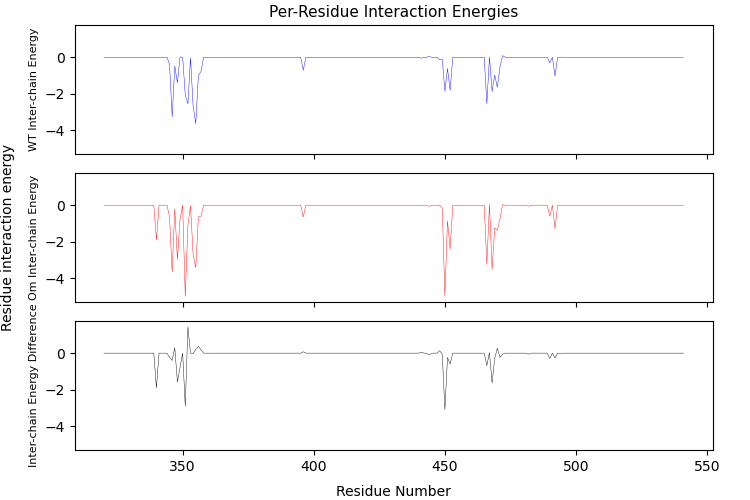 Per-Residue Interaction Energies
Residue interaction energy
WT Inter-chain Energy
0
−2
−4
Om Inter-chain Energy
0
−2
−4
Inter-chain Energy Difference
0
−2
−4
350
400
450
500
550
Residue Number